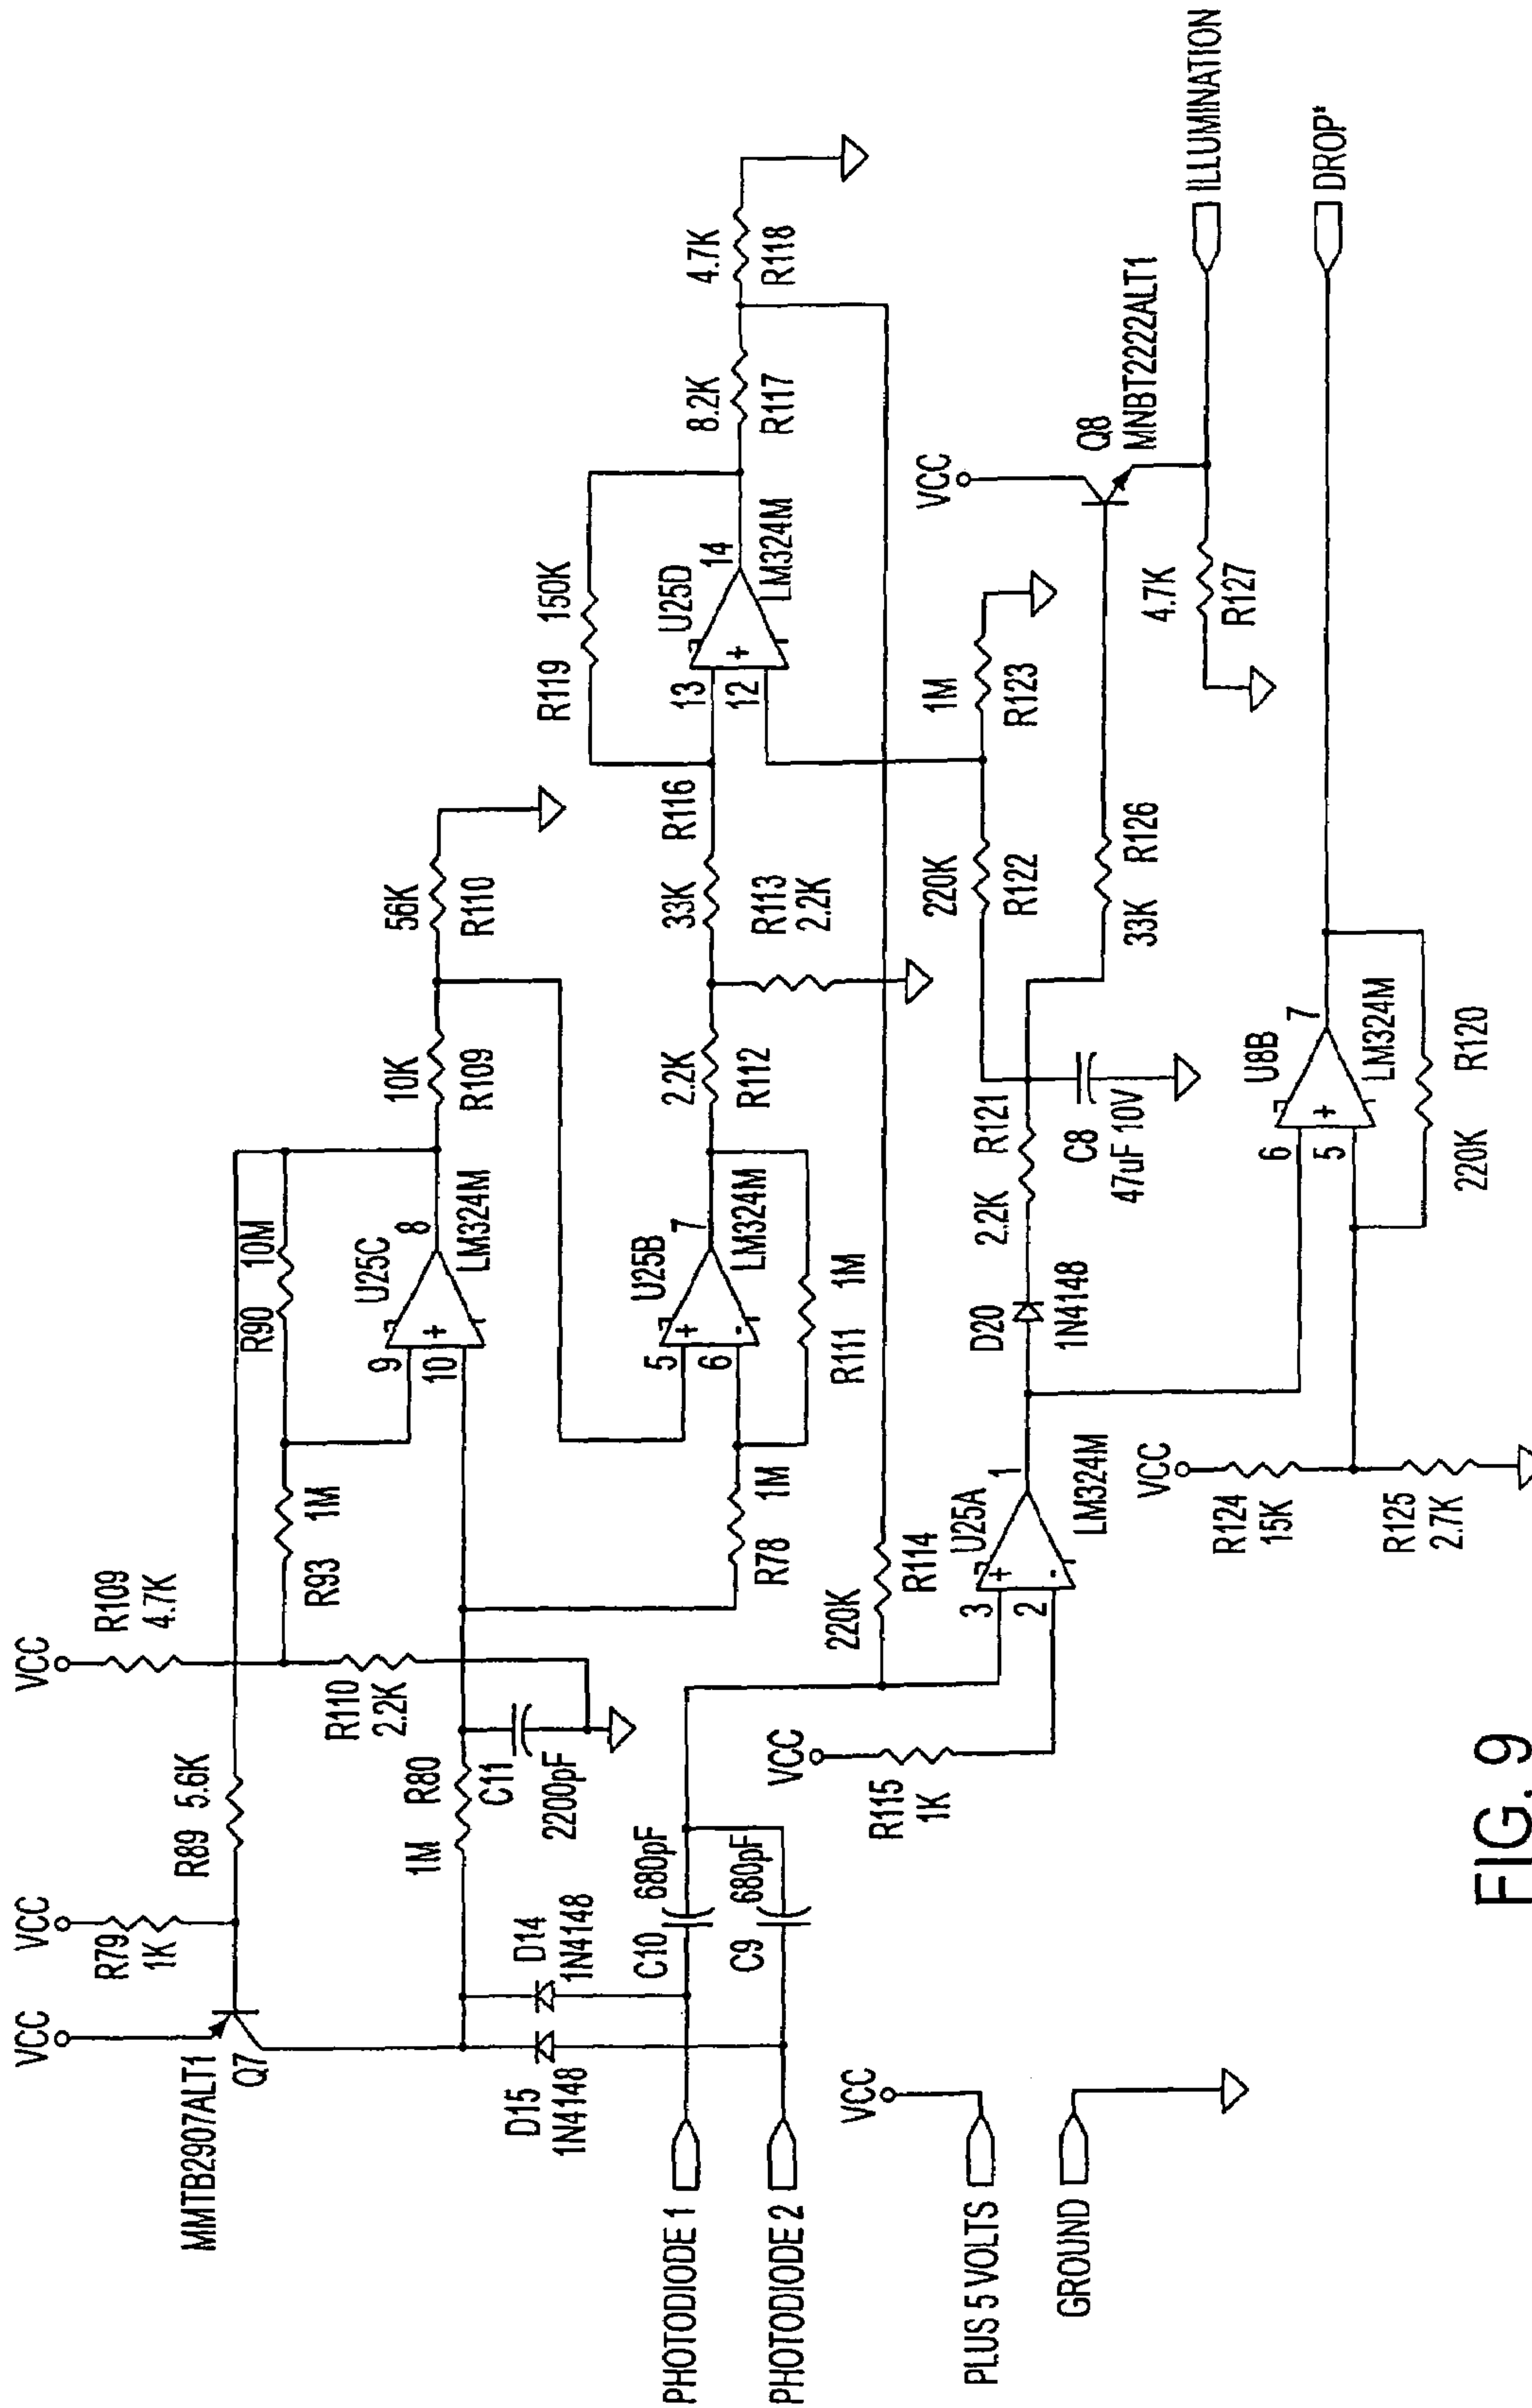 VCC
VCC
VCC
MMTB2907ALT1
Q7
R79
1K
R89 5.6K
R109
4.7K
R93 1M
R90 10M
R110
2.2K
1M R80
C11
2200pF
9
10
U25C
+
8
LM324M
10K
R109
56K
R110
D15
1N4148
D14
1N4148
R78 1M
5
6
U25B
+
-
7
LM324M
R111 1M
2.2K
R112
33K R116
R113
2.2K
R119 150K
13
12
U25D
+
14
LM324M
8.2K
R117
4.7K
R118
PHOTODIODE 1
PHOTODIODE 2
C10 680pF
C9 680pF
220K
R114
VCC
R115
1K
3
2
U25A
+
-
1
LM324M
D20
1N4148
2.2K R121
C8
47uF 10V
220K
R122
1M
R123
33K R126
VCC
Q8
MNBT2222ALT1
4.7K
R127
ILLUMINATION
VCC
PLUS 5 VOLTS
GROUND
VCC
R124
15K
R125
2.7K
6
5
U8B
+
7
LM324M
220K R120
DROP*
FIG. 9